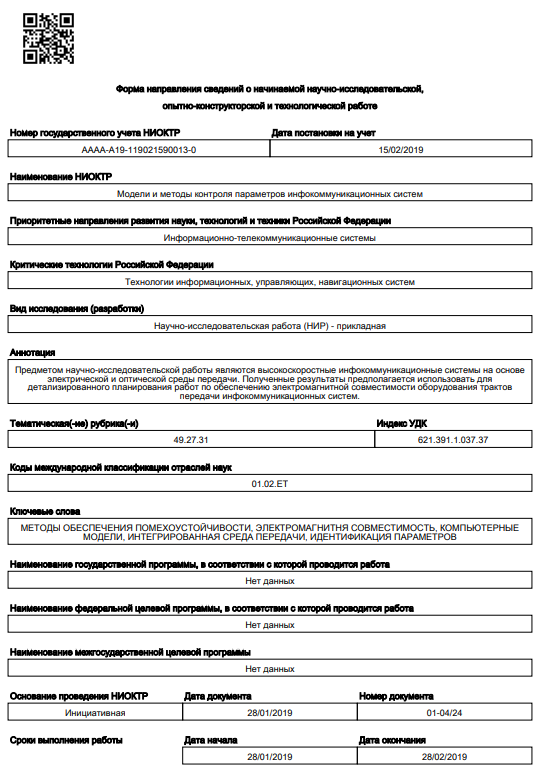 Форма направления сведений о начинаемой научно-исследовательской,
опытно-конструкторской и технологической работе
Номер государственного учета НИОКТР Дата постановки на учет
АААА-А19-119021590013-0 15/02/2019
Наименование НИОКТР
Модели и методы контроля параметров инфокоммуникационных систем
Приоритетные направления развития науки, технологий и техники Российской Федерации
Информационно-телекоммуникационные системы
Критические технологии Российской Федерации
Технологии информационных, управляющих, навигационных систем
Вид исследования (разработки)
Научно-исследовательская работа (НИР) - прикладная
Аннотация
Предметом научно-исследовательской работы являются высокоскоростные инфокоммуникационные системы на основе
электрической и оптической среды передачи. Полученные результаты предполагается использовать для
детализированного планирования работ по обеспечению электромагнитной совместимости оборудования трактов
передачи инфокоммуникационных систем.
Тематическая(-ие) рубрика(-и) Индекс УДК
49.27.31 621.391.1.037.37
Коды международной классификации отраслей наук
01.02.ET
Ключевые слова
МЕТОДЫ ОБЕСПЕЧЕНИЯ ПОМЕХОУСТОЙЧИВОСТИ, ЭЛЕКТРОМАГНИТНЯ СОВМЕСТИМОСТЬ, КОМПЬЮТЕРНЫЕ
МОДЕЛИ, ИНТЕГРИРОВАННАЯ СРЕДА ПЕРЕДАЧИ, ИДЕНТИФИКАЦИЯ ПАРАМЕТРОВ
Наименование государственной программы, в соответствии с которой проводится работа
Нет данных
Наименование федеральной целевой программы, в соответствии с которой проводится работа
Нет данных
Наименование межгосударственной целевой программы
Нет данных
Основание проведения НИОКТР Дата документа Номер документа
Инициативная 28/01/2019 01-04/24
Сроки выполнения работы Дата начала Дата окончания
28/01/2019 28/02/2019